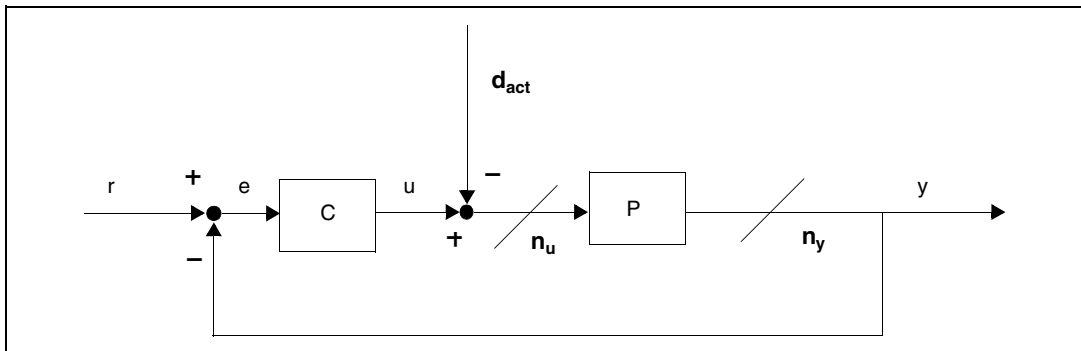 d_act
−
r + e C u P y
+ n_u n_y
−